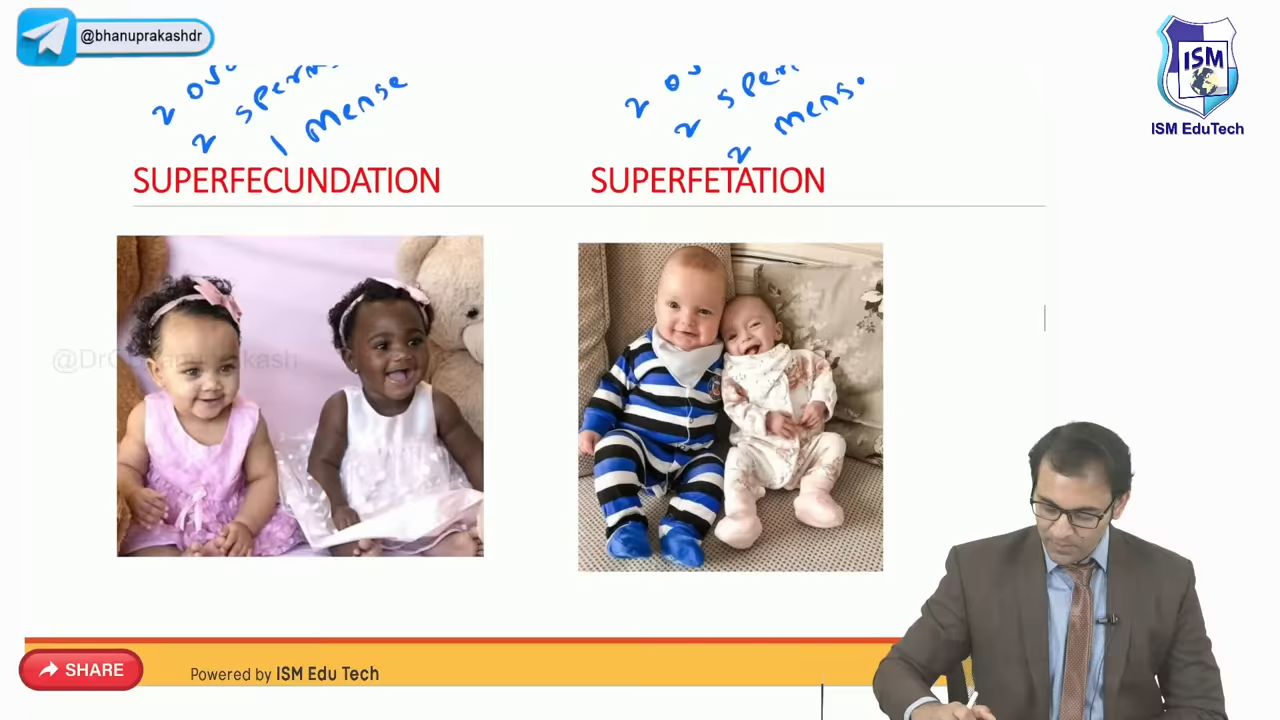 @bhanuprakashdr
ISM
ISM EduTech
2
2 sperm
1 Mense
2
2 sper
2 mens.
SUPERFECUNDATION
SUPERFETATION
SHARE
Powered by ISM Edu Tech